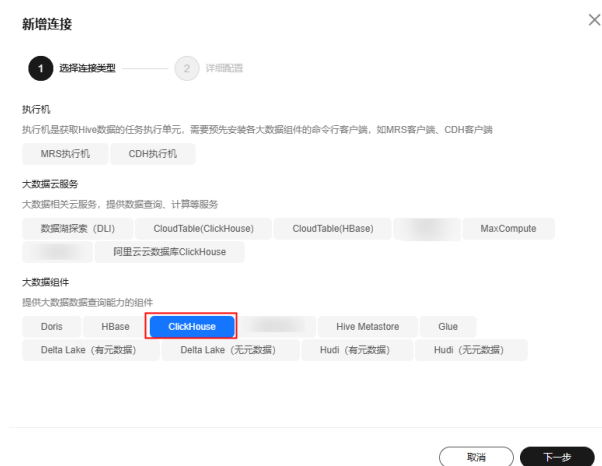 新增连接
1 选择连接类型 2 详细配置
执行机
执行机是获取Hive数据的任务执行单元，需要预先安装各大数据组件的命令行客户端，如MRS客户端、CDH客户端
MRS执行机 CDH执行机
大数据云服务
大数据相关云服务，提供数据查询、计算等服务
数据湖探索（DLI） CloudTable(ClickHouse) CloudTable(HBase) MaxCompute
阿里云云数据库ClickHouse
大数据组件
提供大数据数据查询能力的组件
Doris HBase ClickHouse Hive Metastore Glue
Delta Lake（有元数据） Delta Lake（无元数据） Hudi（有元数据） Hudi（无元数据）
取消 下一步